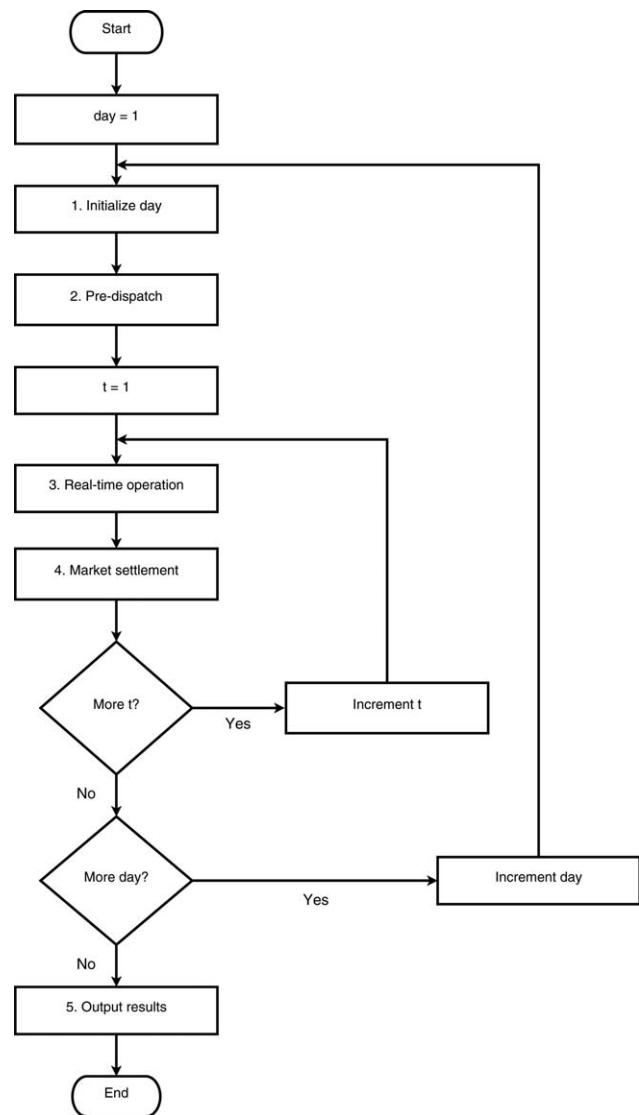 Start
day = 1
1. Initialize day
2. Pre-dispatch
t = 1
3. Real-time operation
4. Market settlement
More t?
Yes
Increment t
No
More day?
Yes
Increment day
No
5. Output results
End